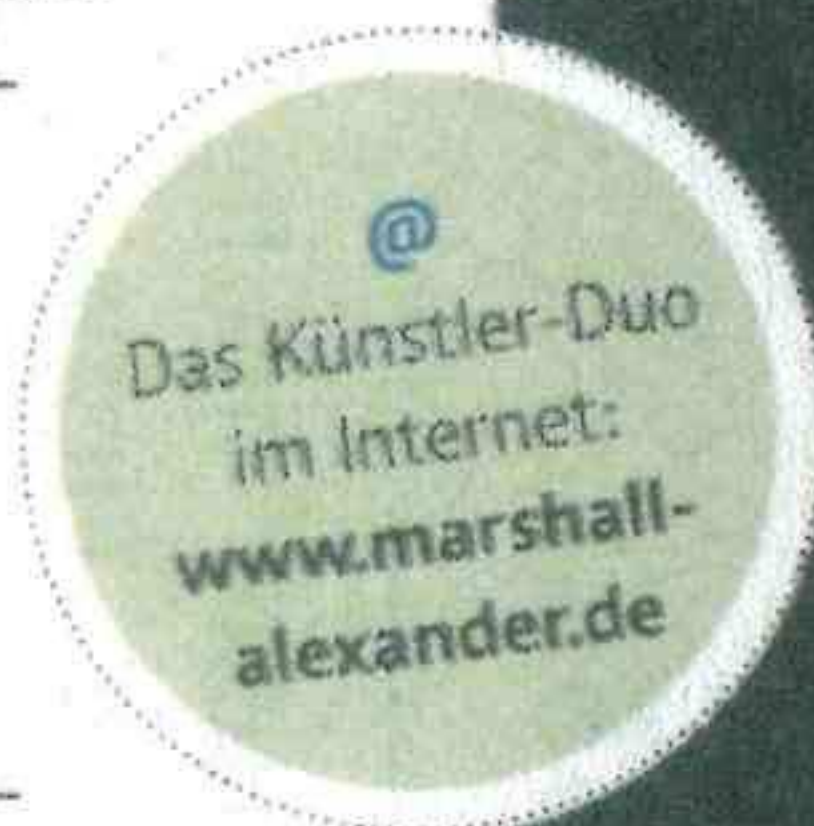 @
Das Künstler-Duo
im Internet:
www.marshall-
alexander.de